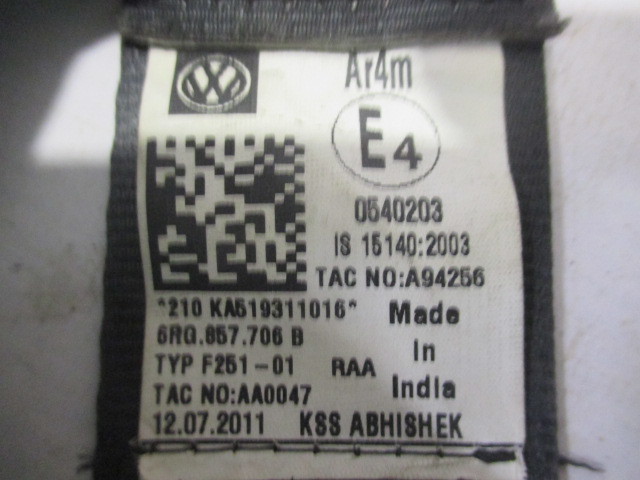 Ar4m
E4
0540203
IS 15140:2003
TAC NO:A94256
*210 KA519311016*
6RG.857.706 B
TYP F251-01 RAA
TAC NO:AA0047
Made
In
India
12.07.2011 KSS ABHISHEK